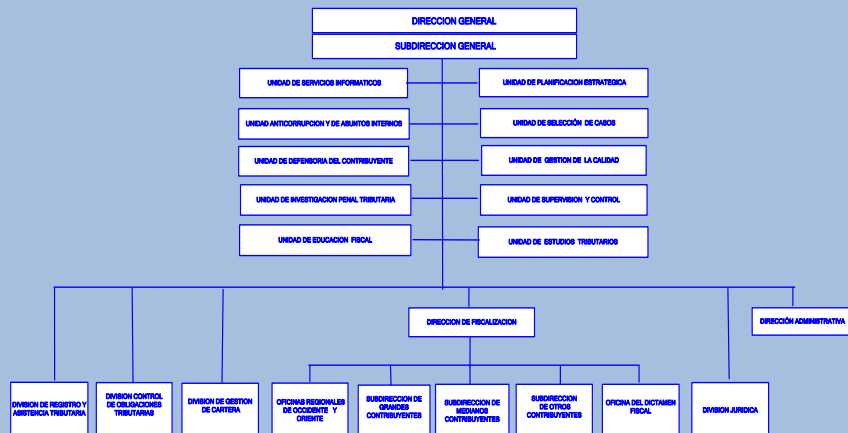 DIRECCION GENERAL
SUBDIRECCION GENERAL
UNIDAD DE SERVICIOS INFORMATICOS
UNIDAD DE PLANIFICACION ESTRATEGICA
UNIDAD ANTICORRUPCION Y DE ASUNTOS INTERNOS
UNIDAD DE SELECCIÓN DE CASOS
UNIDAD DE DEFENSORIA DEL CONTRIBUYENTE
UNIDAD DE GESTION DE LA CALIDAD
UNIDAD DE INVESTIGACION PENAL TRIBUTARIA
UNIDAD DE SUPERVISION Y CONTROL
UNIDAD DE EDUCACION FISCAL
UNIDAD DE ESTUDIOS TRIBUTARIOS
DIRECCION DE FISCALIZACION
DIRECCIÓN ADMINISTRATIVA
DIVISION DE REGISTRO Y
ASISTENCIA TRIBUTARIA
DIVISION CONTROL
DE OBLIGACIONES
TRIBUTARIAS
DIVISION DE GESTION
DE CARTERA
OFICINAS REGIONALES
DE OCCIDENTE Y
ORIENTE
SUBDIRECCION DE
GRANDES
CONTRIBUYENTES
SUBDIRECCION DE
MEDIANOS
CONTRIBUYENTES
SUBDIRECCION
DE OTROS
CONTRIBUYENTES
OFICINA DEL DICTAMEN
FISCAL
DIVISION JURIDICA